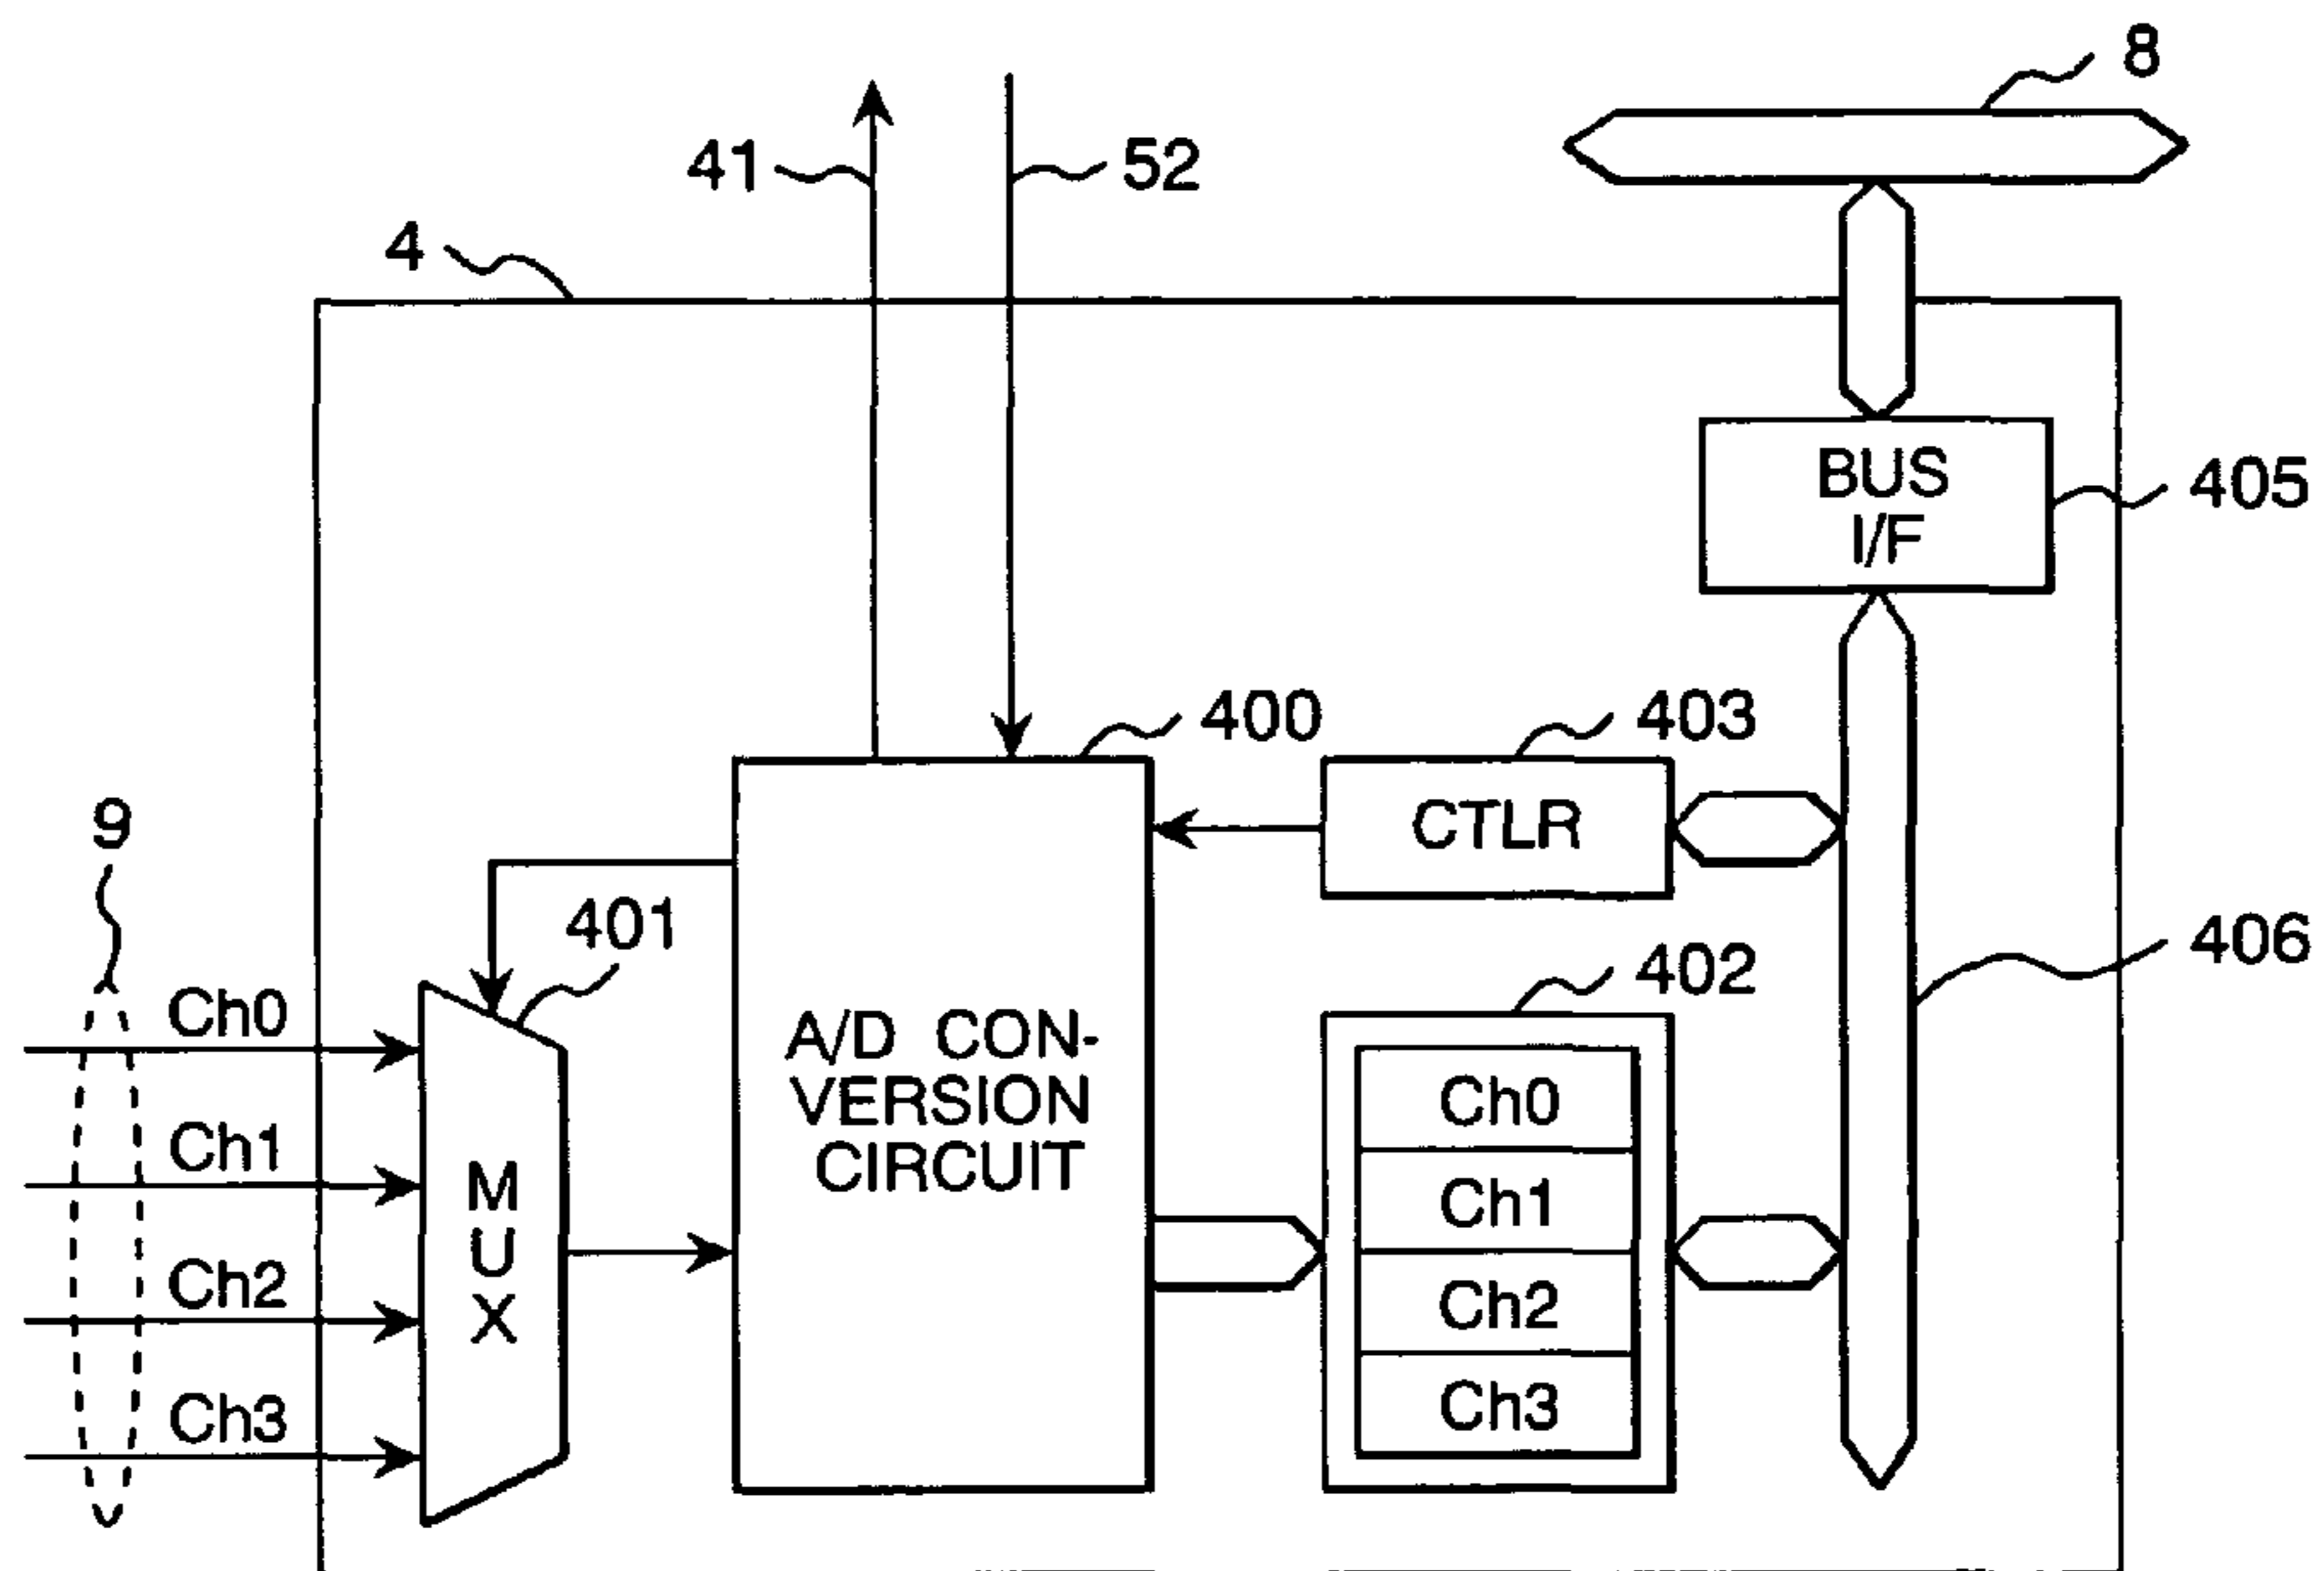 8
41
52
4
BUS
I/F
405
400
403
9
CTLR
401
406
402
Ch0
A/D CON-
VERSION
CIRCUIT
Ch0
Ch1
Ch1
M
U
X
Ch2
Ch2
Ch3
Ch3